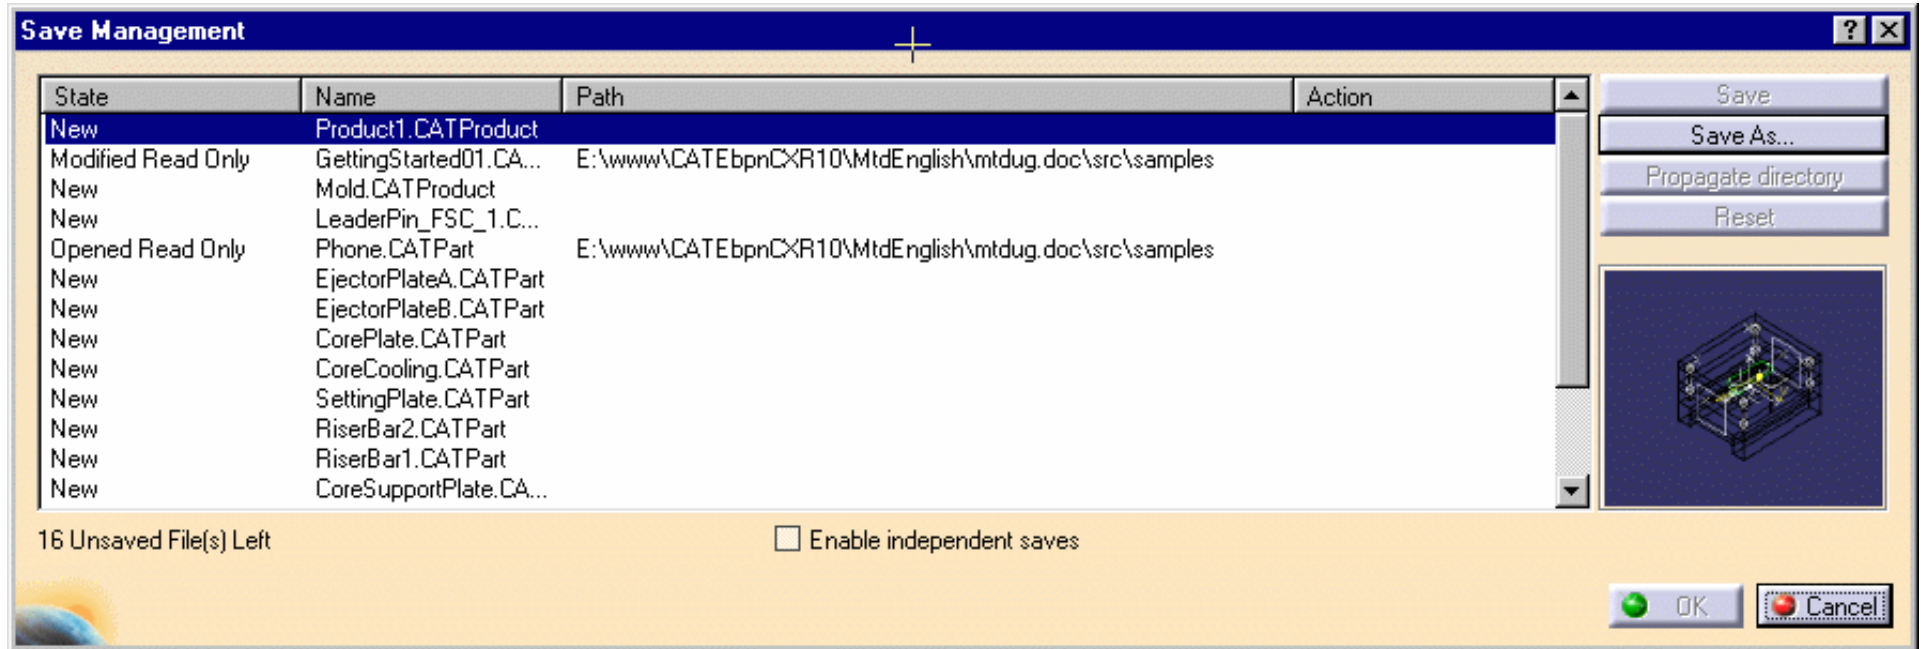 Save Management ?
State Name Path Action
New Product1.CATProduct
Modified Read Only GettingStarted01.CA... E:\www\CATEbpnCXR10\MtdEnglish\mtdug.doc\src\samples
New Mold.CATProduct
New LeaderPin_FSC_1.C...
Opened Read Only Phone.CATPart E:\www\CATEbpnCXR10\MtdEnglish\mtdug.doc\src\samples
New EjectorPlateA.CATPart
New EjectorPlateB.CATPart
New CorePlate.CATPart
New CoreCooling.CATPart
New SettingPlate.CATPart
New RiserBar2.CATPart
New RiserBar1.CATPart
New CoreSupportPlate.CA...
Save
Save As...
Propagate directory
Reset
16 Unsaved File(s) Left Enable independent saves
OK Cancel